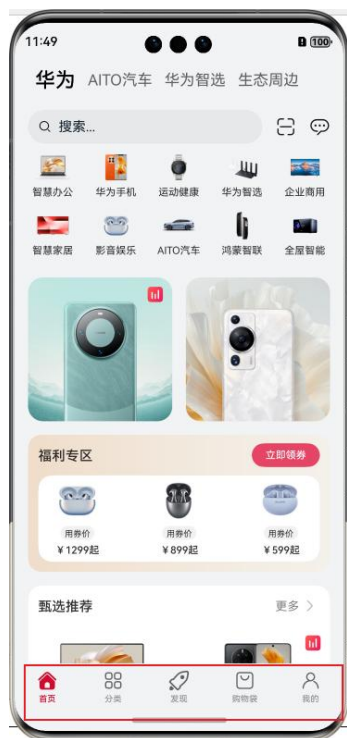 11:49
100
华为 AITO汽车 华为智选 生态周边
搜索...
智慧办公 华为手机 运动健康 华为智选 企业商用
智慧家居 影音娱乐 AITO汽车 鸿蒙智联 全屋智能
福利专区 立即领券
用券价 用券价 用券价
¥1299起 ¥899起 ¥599起
甄选推荐 更多
首页 分类 发现 购物袋 我的